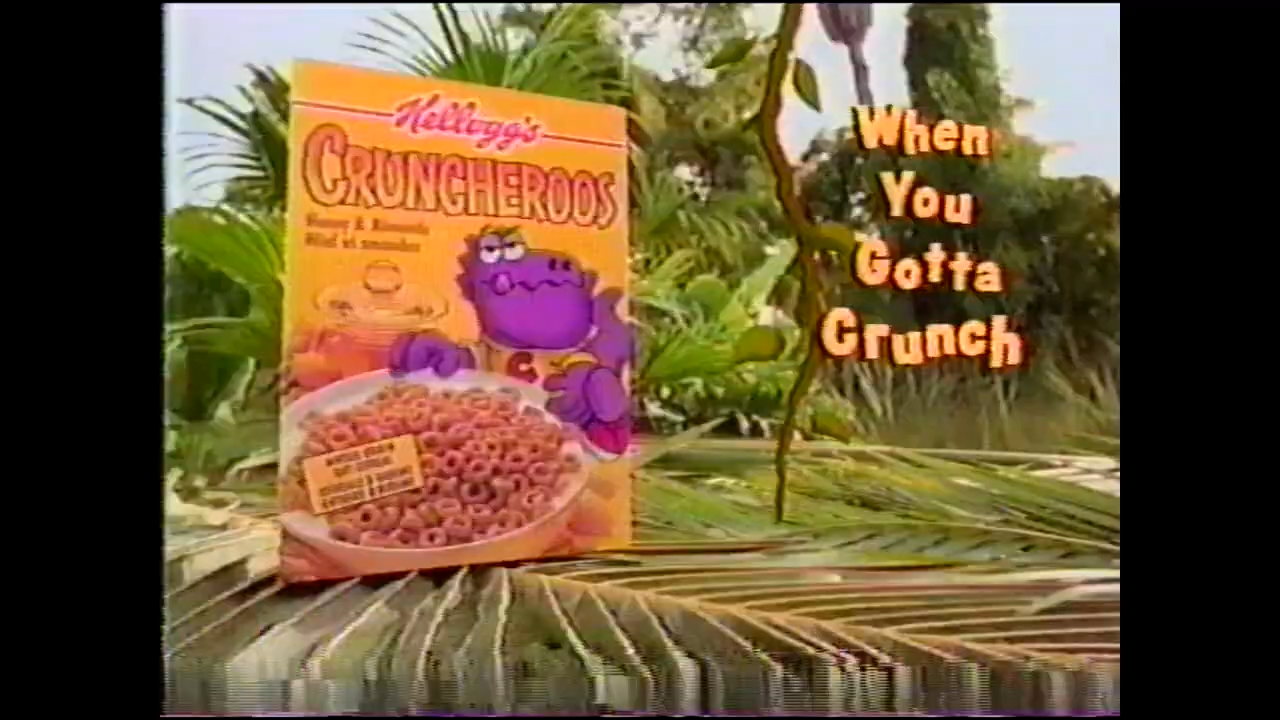 Kellogg's
CRUNCHEROOS
Honey & Almonds
Miel et amandes
C
When
You
Gotta
Crunch